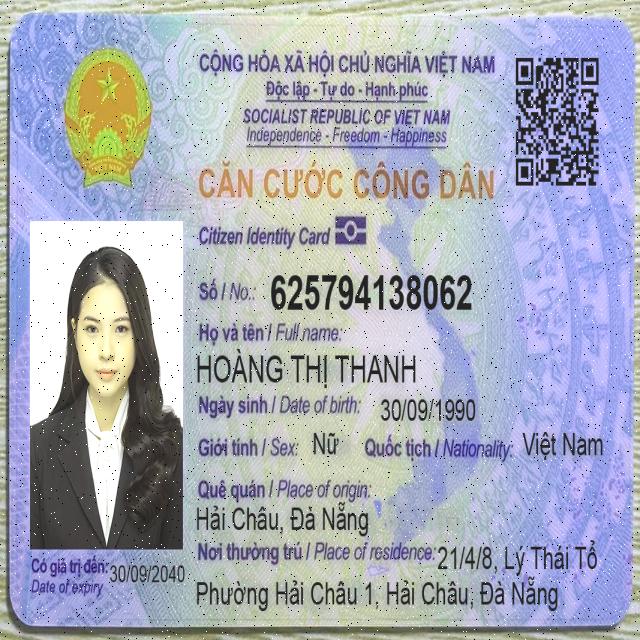 CỘNG HÒA XÃ HỘI CHỦ NGHĨA VIỆT NAM
Độc lập - Tự do - Hạnh phúc
SOCIALIST REPUBLIC OF VIET NAM
Independence - Freedom - Happiness
CĂN CƯỚC CÔNG DÂN
Citizen Identity Card
Số / No.: 625794138062
Họ và tên / Full name:
HOÀNG THỊ THANH
Ngày sinh / Date of birth: 30/09/1990
Giới tính / Sex: Nữ Quốc tịch / Nationality: Việt Nam
Quê quán / Place of origin:
Hải Châu, Đà Nẵng
Nơi thường trú / Place of residence: 21/4/8, Lý Thái Tổ
Phường Hải Châu 1, Hải Châu, Đà Nẵng
Có giá trị đến: 30/09/2040
Date of expiry